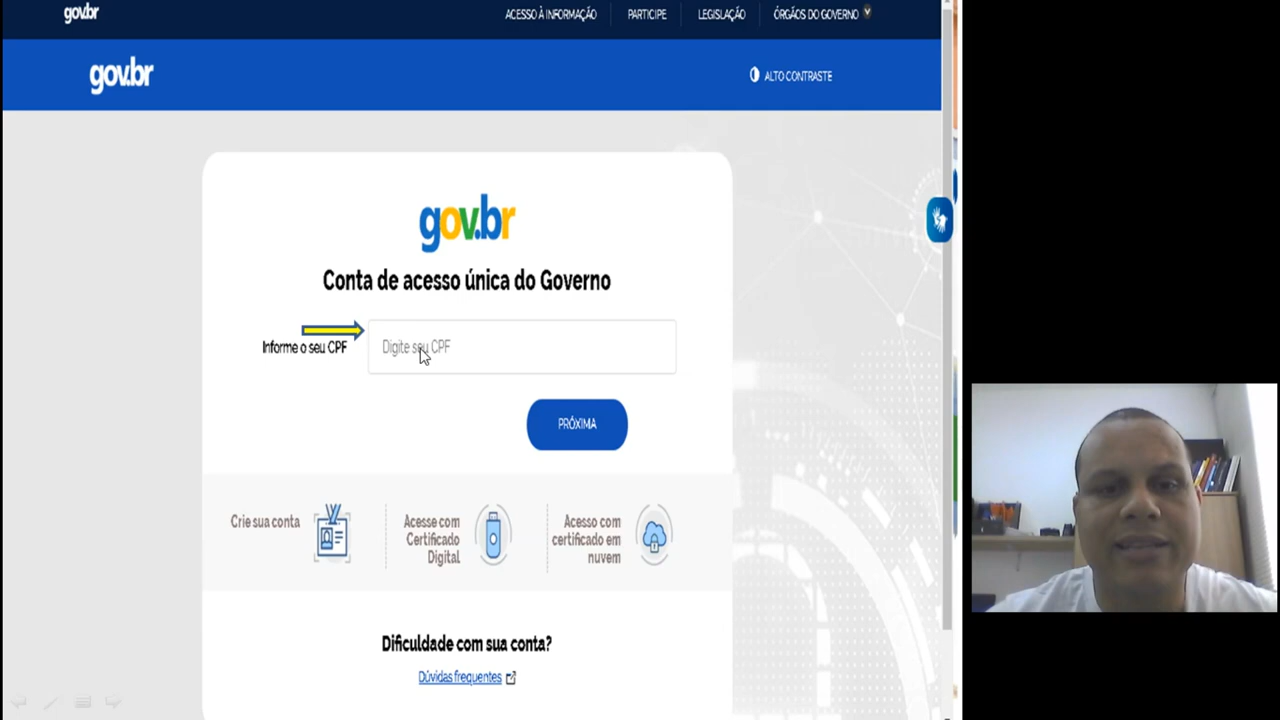 gov.br
ACESSO À INFORMAÇÃO
PARTICIPE
LEGISLAÇÃO
ÓRGÃOS DO GOVERNO
gov.br
ALTO CONTRASTE
gov.br
Conta de acesso única do Governo
Informe o seu CPF
Digite seu CPF
PRÓXIMA
Crie sua conta
Acesse com
Certificado
Digital
Acesso com
certificado em
nuvem
Dificuldade com sua conta?
Dúvidas frequentes